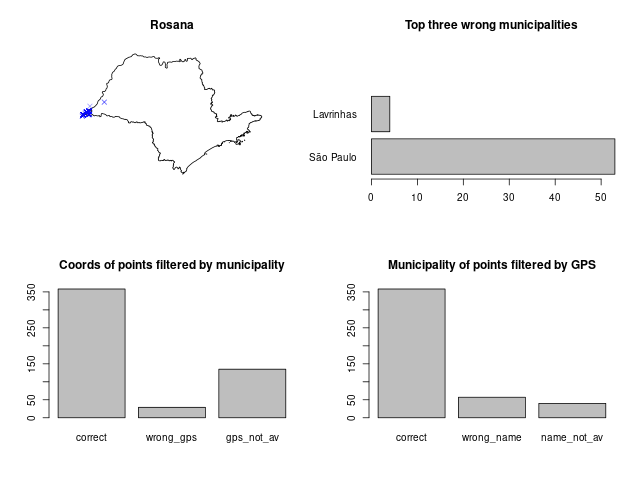 Rosana
Top three wrong municipalities
Lavrinhas
São Paulo
0 10 20 30 40 50
Coords of points filtered by municipality
350
250
150
50
0
correct wrong_gps gps_not_av
Municipality of points filtered by GPS
350
250
150
50
0
correct wrong_name name_not_av